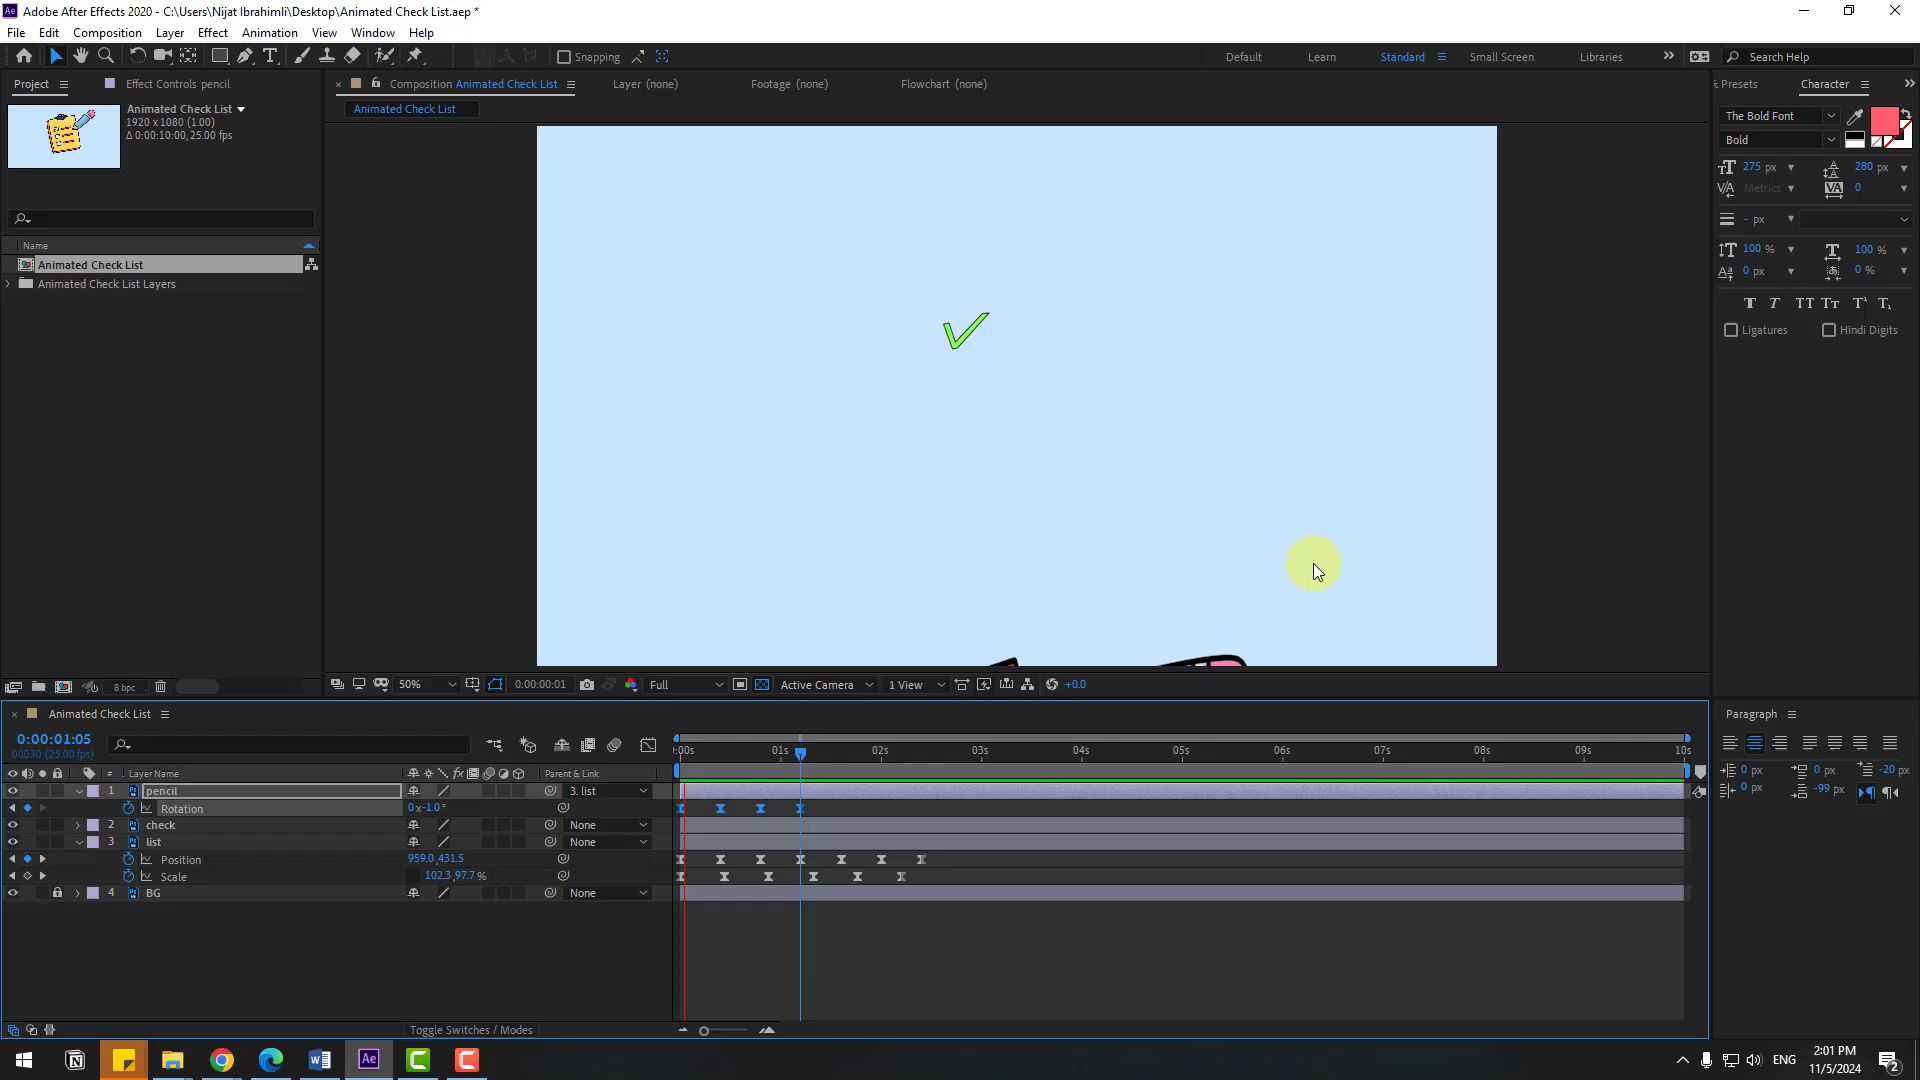 Adobe After Effects 2020 - C:\Users\Nijat Ibrahimli\Desktop\Animated Check List.aep *
File Edit Composition Layer Effect Animation View Window Help
Snapping
Default Learn Standard Small Screen Libraries Search Help
Project Effect Controls pencil
Composition Animated Check List Layer (none) Footage (none) Flowchart (none)
Presets Character
Animated Check List
1920 x 1080 (1.00)
Δ 0:00:10:00, 25.00 fps
Animated Check List
The Bold Font
Bold
275 px 280 px
Metrics 0
- px
100 % 100 %
0 px 0 %
Ligatures Hindi Digits
Name
Animated Check List
Animated Check List Layers
8 bpc
50% 0:00:00:01 Full Active Camera 1 View +0.0
Animated Check List
0:00:01:05
00030 (25.00 fps)
:00s 01s 02s 03s 04s 05s 06s 07s 08s 09s 10s
# Layer Name fx Parent & Link
1 pencil 3. list
Rotation 0x-1.0°
2 check None
3 list None
Position 959.0,431.5
Scale 102.3,97.7 %
4 BG None
Toggle Switches / Modes
Paragraph
0 px 0 px -20 px
0 px -99 px
ENG
2:01 PM
11/5/2024
2